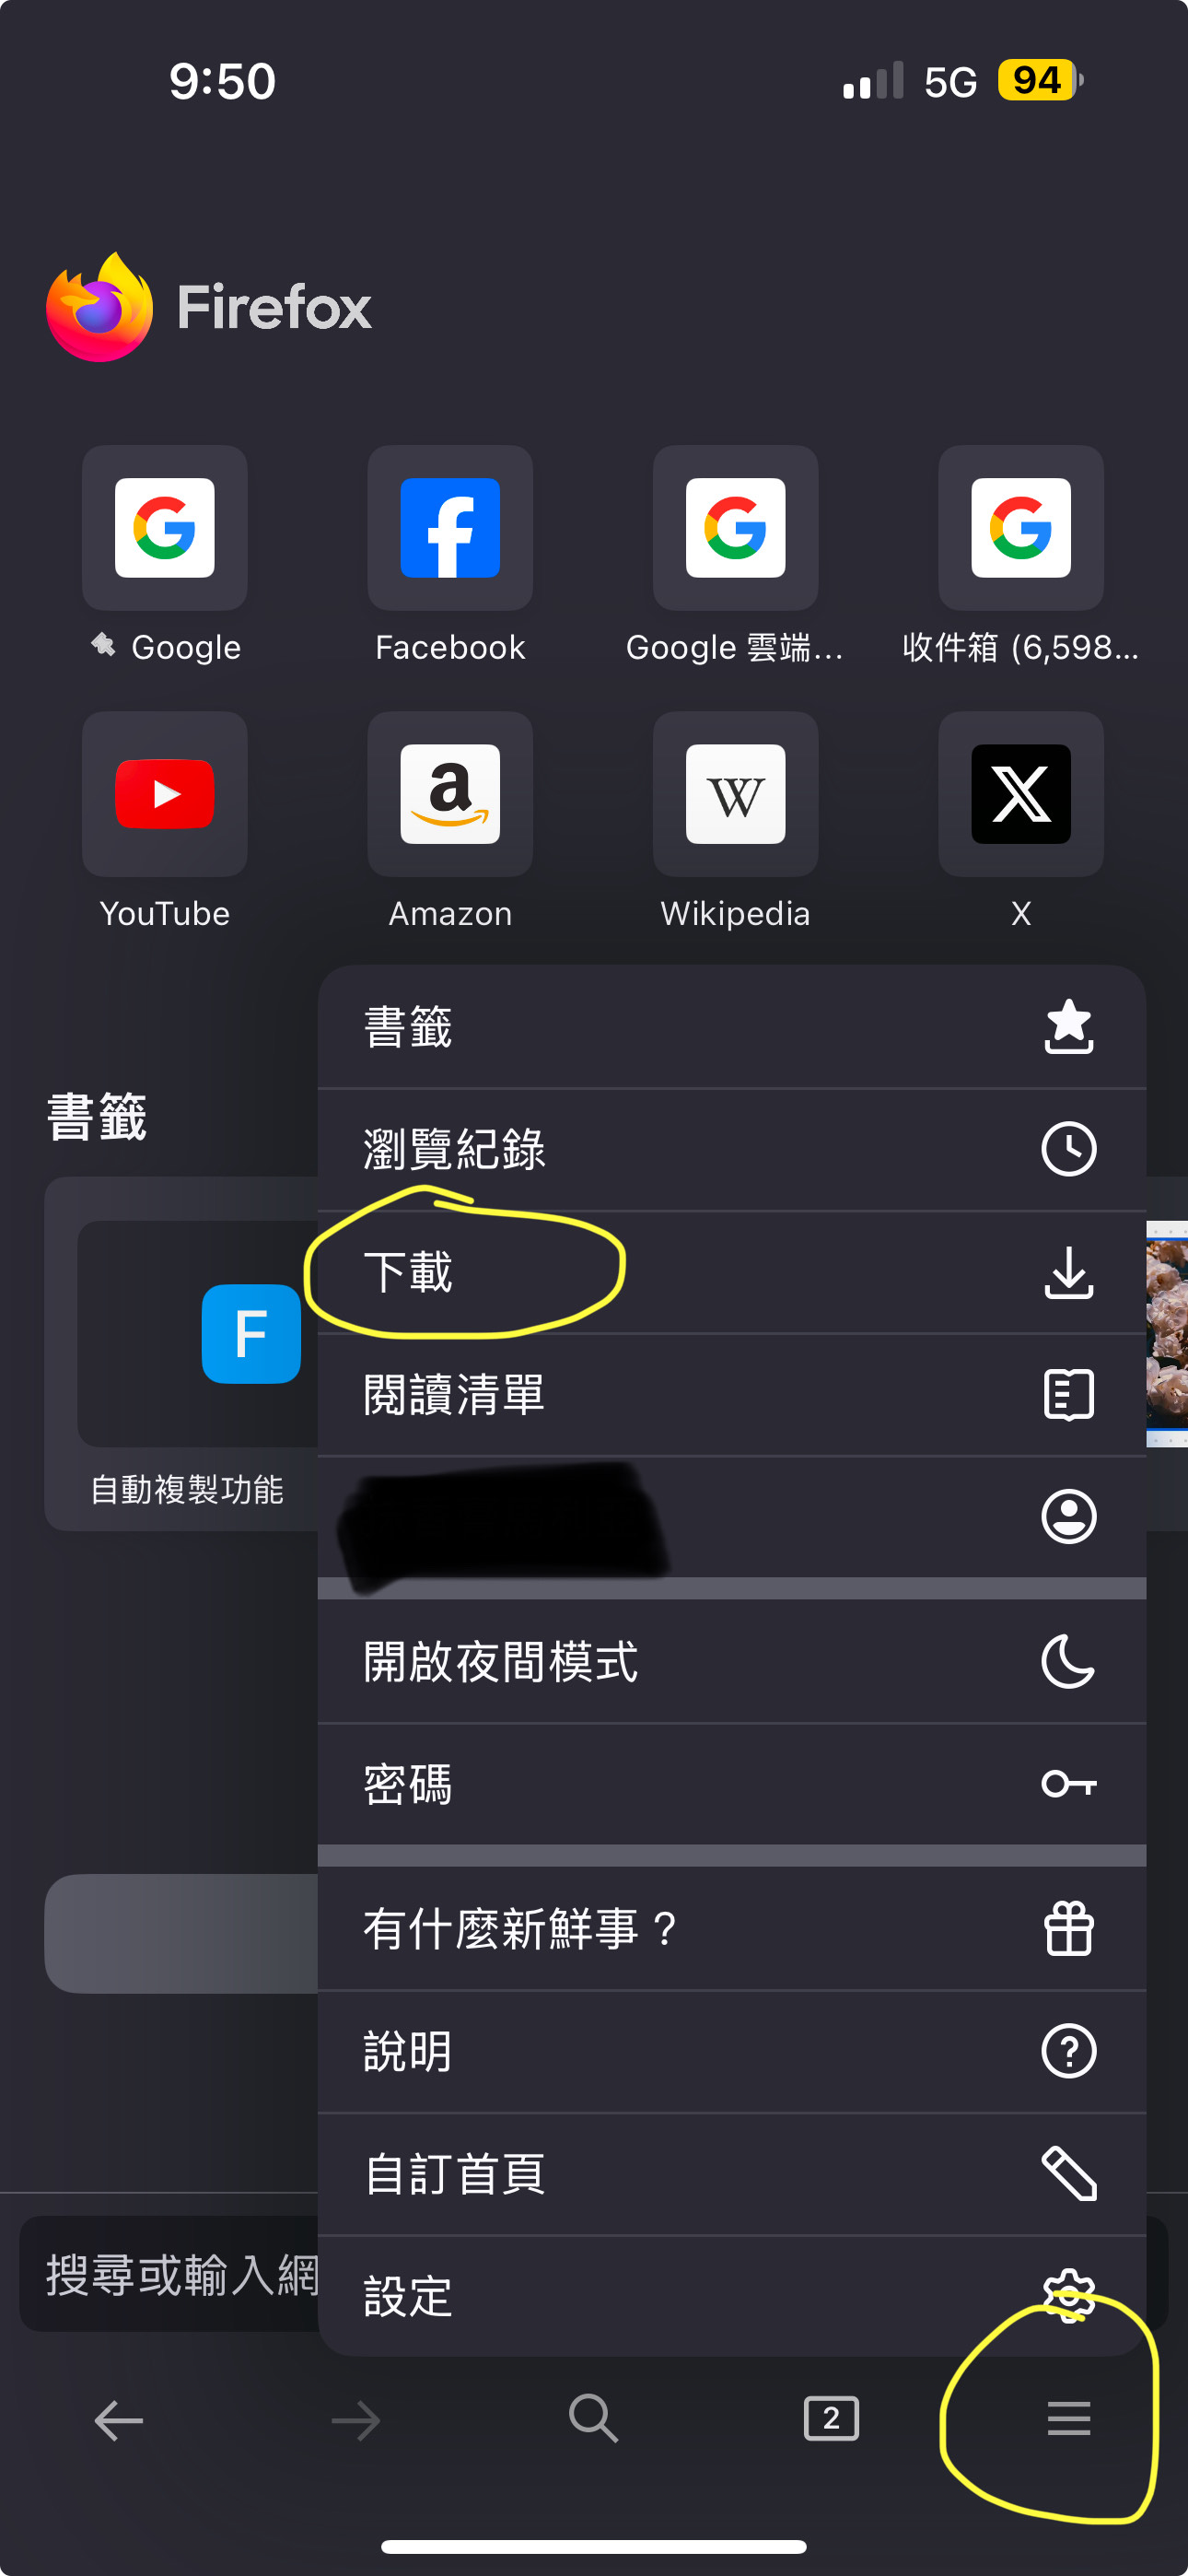 9:50
5G 94
Firefox
Google
Facebook
Google 雲端...
收件箱 (6,598...
YouTube
Amazon
Wikipedia
X
書籤
自動複製功能
書籤
瀏覽紀錄
下載
閱讀清單
開啟夜間模式
密碼
有什麼新鮮事？
說明
自訂首頁
設定
搜尋或輸入網
2